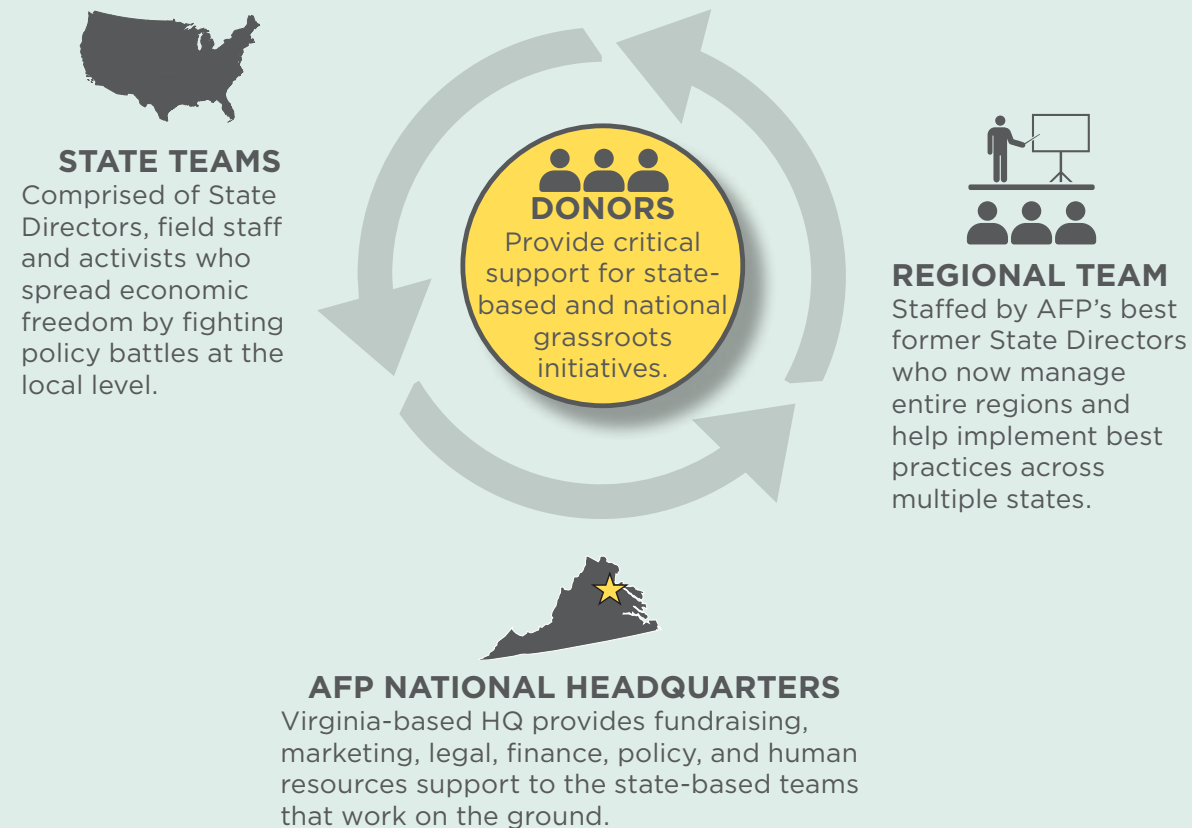 STATE TEAMS
Comprised of State
Directors, field staff
and activists who
spread economic
freedom by fighting
policy battles at the
local level.
DONORS
Provide critical
support for state-
based and national
grassroots
initiatives.
REGIONAL TEAM
Staffed by AFP’s best
former State Directors
who now manage
entire regions and
help implement best
practices across
multiple states.
AFP NATIONAL HEADQUARTERS
Virginia-based HQ provides fundraising,
marketing, legal, finance, policy, and human
resources support to the state-based teams
that work on the ground.